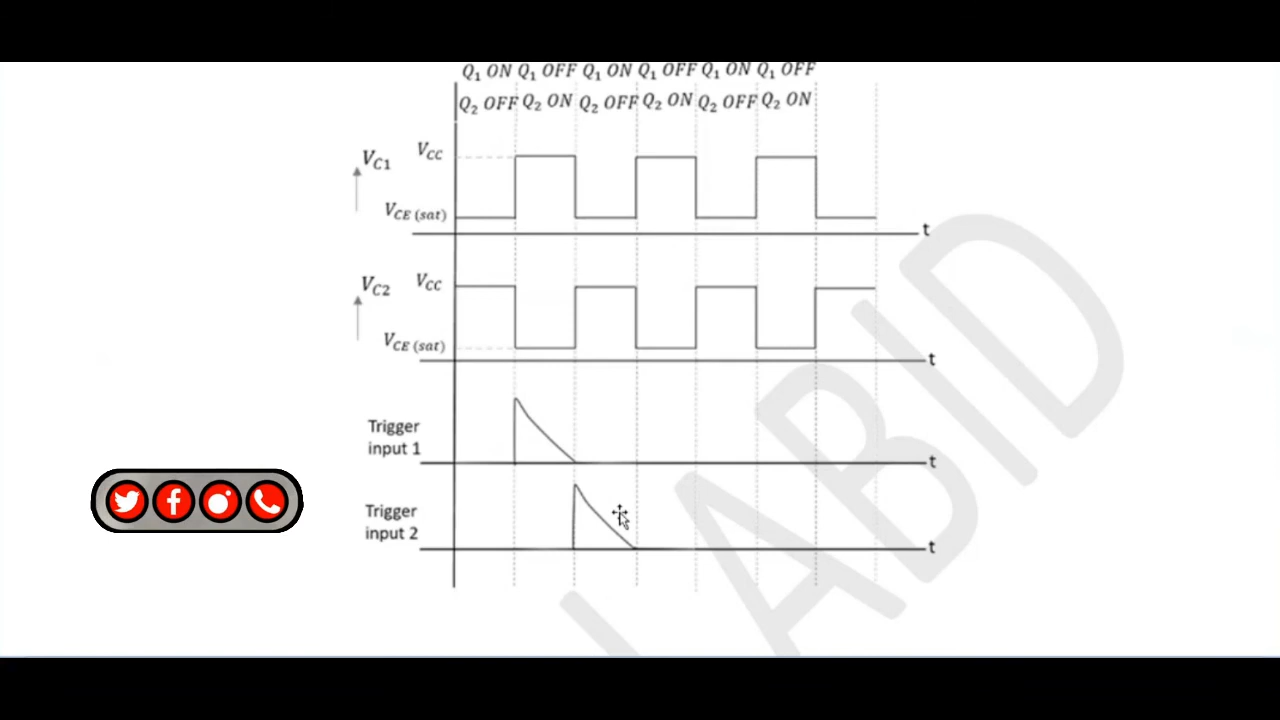 Q1 ON Q1 OFF Q1 ON Q1 OFF Q1 ON Q1 OFF
Q2 OFF Q2 ON Q2 OFF Q2 ON Q2 OFF Q2 ON
VC1 VCC
VCE (sat)
t
VC2 VCC
VCE (sat)
t
Trigger
input 1
t
Trigger
input 2
t
LABID